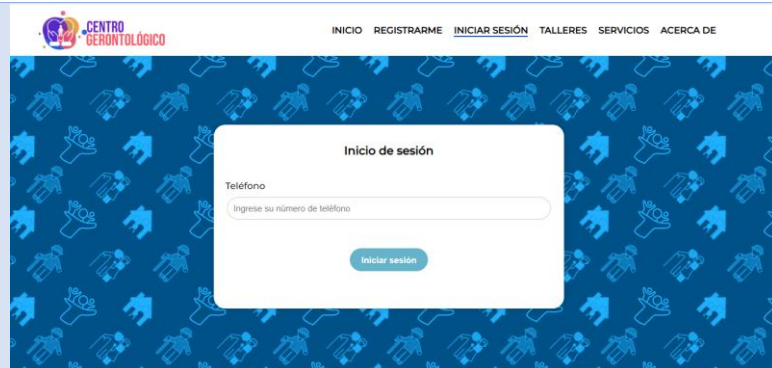 CENTRO
GERONTOLÓGICO
INICIO REGISTRARME INICIAR SESIÓN TALLERES SERVICIOS ACERCA DE
Inicio de sesión
Teléfono
Ingrese su número de teléfono
Iniciar sesión